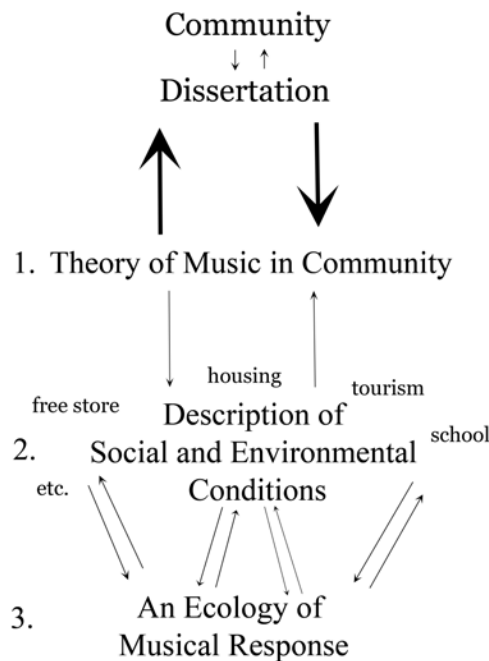 Community
Dissertation
1. Theory of Music in Community
housing
tourism
free store
Description of
school
2. Social and Environmental
etc.
Conditions
3. An Ecology of
Musical Response